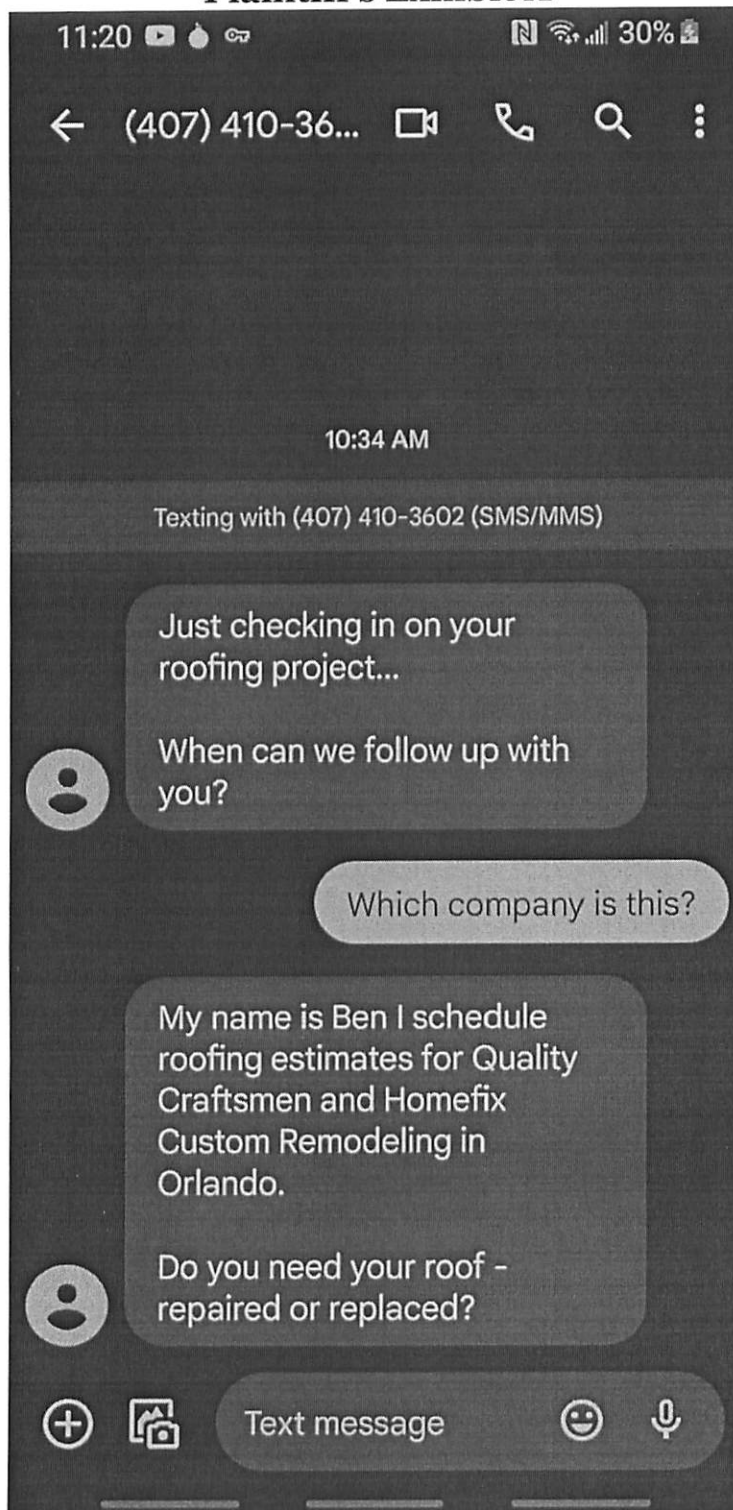 11:20 30%
(407) 410-36...
10:34 AM
Texting with (407) 410-3602 (SMS/MMS)
Just checking in on your
roofing project...
When can we follow up with
you?
Which company is this?
My name is Ben I schedule
roofing estimates for Quality
Craftsmen and Homefix
Custom Remodeling in
Orlando.
Do you need your roof -
repaired or replaced?
Text message